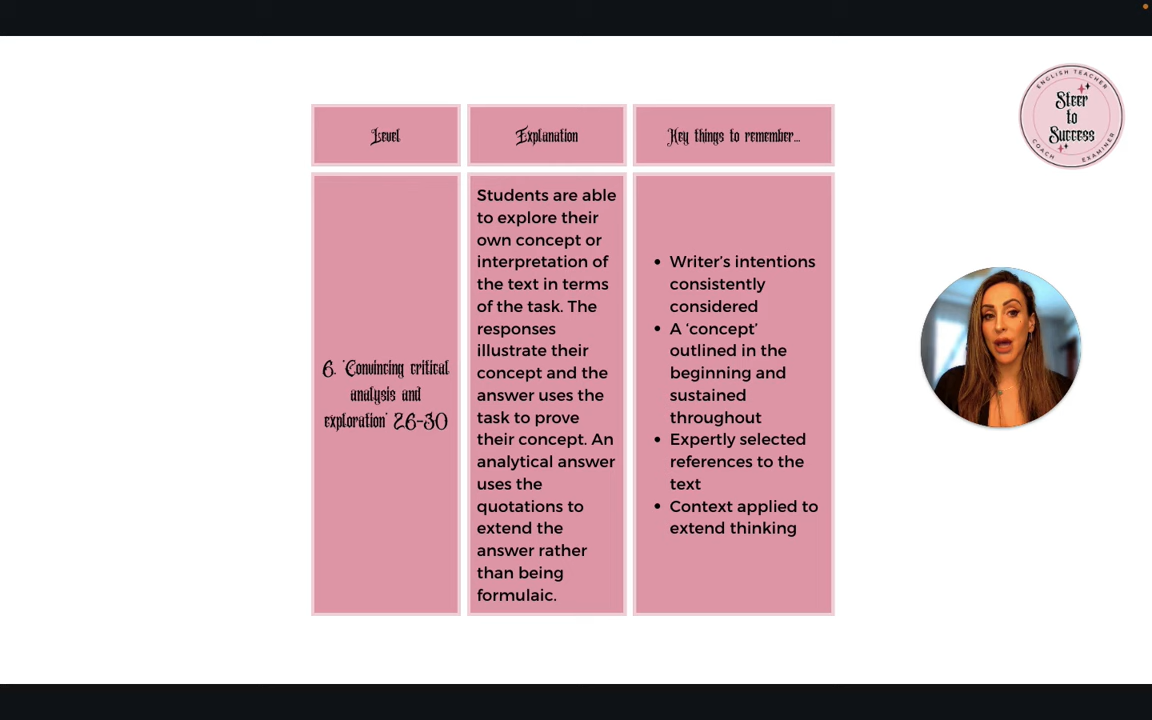 Level
Explanation
Key things to remember...
6. 'Convincing critical
analysis and
exploration' 26-30
Students are able
to explore their
own concept or
interpretation of
the text in terms
of the task. The
responses
illustrate their
concept and the
answer uses the
task to prove
their concept. An
analytical answer
uses the
quotations to
extend the
answer rather
than being
formulaic.
• Writer’s intentions
consistently
considered
• A ‘concept’
outlined in the
beginning and
sustained
throughout
• Expertly selected
references to the
text
• Context applied to
extend thinking
ENGLISH TEACHER
Steer
to
Success
COACH
EXAMINER